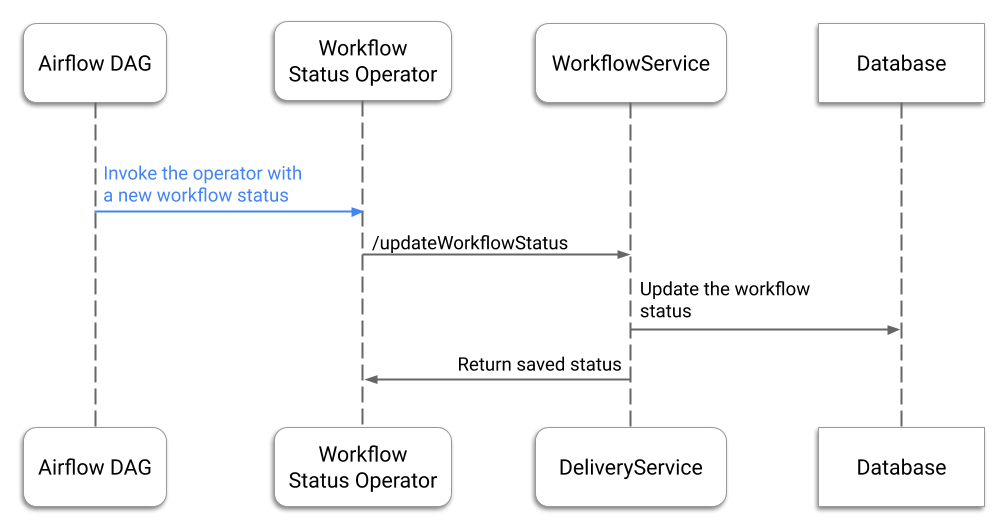 Airflow DAG
Workflow
Status Operator
WorkflowService
Database
Invoke the operator with
a new workflow status
/updateWorkflowStatus
Update the workflow
status
Return saved status
Airflow DAG
Workflow
Status Operator
DeliveryService
Database